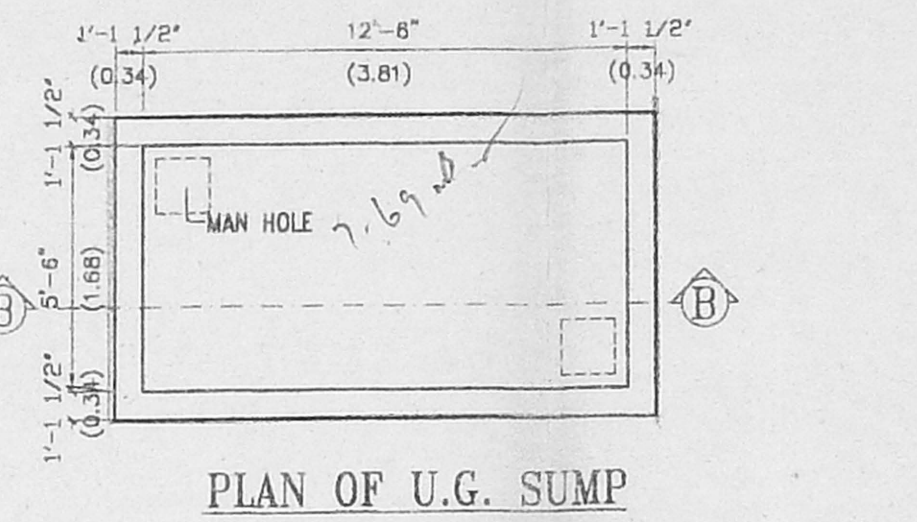 1'-1 1/2" 12'-6" 1'-1 1/2"
(0.34) (3.81) (0.34)
1'-1 1/2"
(0.34)
MAN HOLE
5'-6"
(1.68)
B
B
1'-1 1/2"
(0.34)
PLAN OF U.G. SUMP